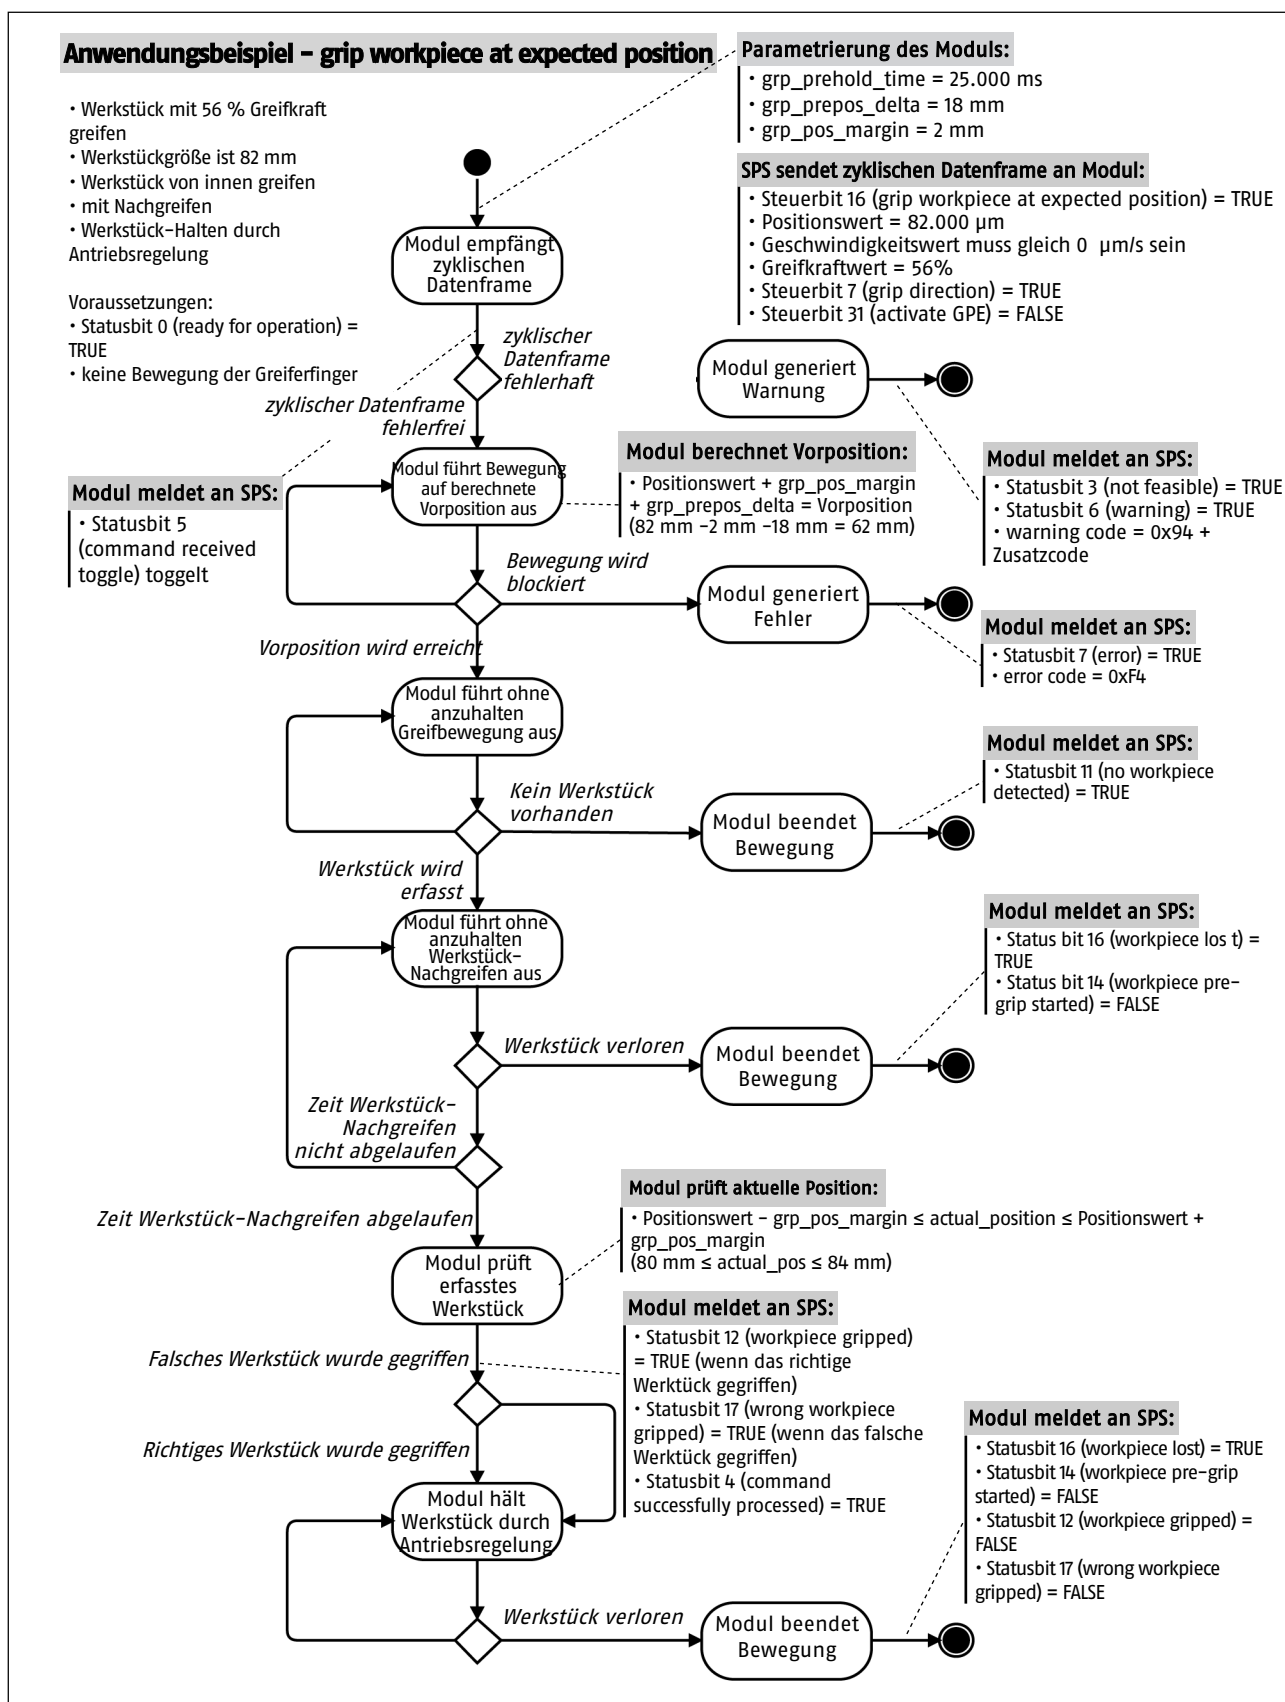 Anwendungsbeispiel – grip workpiece at expected position
• Werkstück mit 56 % Greifkraft
greifen
• Werkstückgröße ist 82 mm
• Werkstück von innen greifen
• mit Nachgreifen
• Werkstück-Halten durch
Antriebsregelung
Voraussetzungen:
• Statusbit 0 (ready for operation) =
TRUE
• keine Bewegung der Greiferfinger
Parametrierung des Moduls:
• grp_prehold_time = 25.000 ms
• grp_prepos_delta = 18 mm
• grp_pos_margin = 2 mm
SPS sendet zyklischen Datenframe an Modul:
• Steuerbit 16 (grip workpiece at expected position) = TRUE
• Positionswert = 82.000 µm
• Geschwindigkeitswert muss gleich 0 µm/s sein
• Greifkraftwert = 56%
• Steuerbit 7 (grip direction) = TRUE
• Steuerbit 31 (activate GPE) = FALSE
Modul empfängt
zyklischen
Datenframe
zyklischer
Datenframe
fehlerhaft
Modul generiert
Warnung
zyklischer Datenframe
fehlerfrei
Modul meldet an SPS:
• Statusbit 3 (not feasible) = TRUE
• Statusbit 6 (warning) = TRUE
• warning code = 0x94 +
Zusatzcode
Modul meldet an SPS:
• Statusbit 5
(command received
toggle) toggelt
Modul führt Bewegung
auf berechnete
Vorposition aus
Modul berechnet Vorposition:
• Positionswert + grp_pos_margin
+ grp_prepos_delta = Vorposition
(82 mm -2 mm -18 mm = 62 mm)
Bewegung wird
blockiert
Modul generiert
Fehler
Modul meldet an SPS:
• Statusbit 7 (error) = TRUE
• error code = 0xF4
Vorposition wird erreicht
Modul führt ohne
anzuhalten
Greifbewegung aus
Kein Werkstück
vorhanden
Modul beendet
Bewegung
Modul meldet an SPS:
• Statusbit 11 (no workpiece
detected) = TRUE
Werkstück wird
erfasst
Modul führt ohne
anzuhalten
Werkstück-
Nachgreifen aus
Werkstück verloren
Modul beendet
Bewegung
Modul meldet an SPS:
• Status bit 16 (workpiece los t) =
TRUE
• Status bit 14 (workpiece pre-
grip started) = FALSE
Zeit Werkstück-
Nachgreifen
nicht abgelaufen
Zeit Werkstück-Nachgreifen abgelaufen
Modul prüft
erfasstes
Werkstück
Modul prüft aktuelle Position:
• Positionswert - grp_pos_margin ≤ actual_position ≤ Positionswert +
grp_pos_margin
(80 mm ≤ actual_pos ≤ 84 mm)
Falsches Werkstück wurde gegriffen
Modul meldet an SPS:
• Statusbit 12 (workpiece gripped)
= TRUE (wenn das richtige
Werktück gegriffen)
• Statusbit 17 (wrong workpiece
gripped) = TRUE (wenn das falsche
Werktück gegriffen)
• Statusbit 4 (command
successfully processed) = TRUE
Richtiges Werkstück wurde gegriffen
Modul hält
Werkstück durch
Antriebsregelung
Werkstück verloren
Modul beendet
Bewegung
Modul meldet an SPS:
• Statusbit 16 (workpiece lost) = TRUE
• Statusbit 14 (workpiece pre-grip
started) = FALSE
• Statusbit 12 (workpiece gripped) =
FALSE
• Statusbit 17 (wrong workpiece
gripped) = FALSE